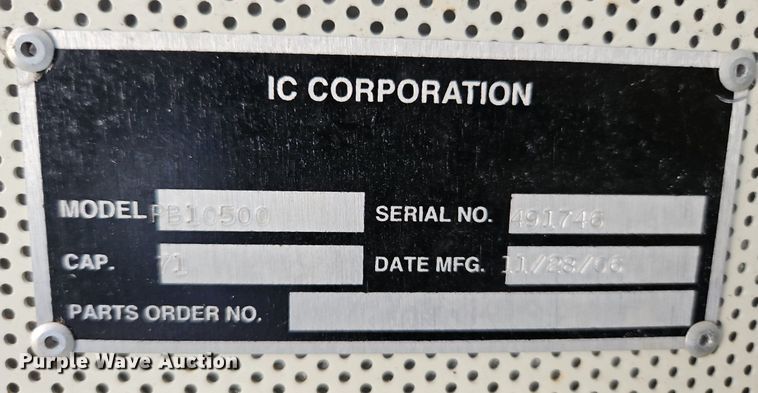 IC CORPORATION
MODEL PB10500 SERIAL NO. 491746
CAP. 71 DATE MFG. 11/28/06
PARTS ORDER NO.
Purple Wave Auction